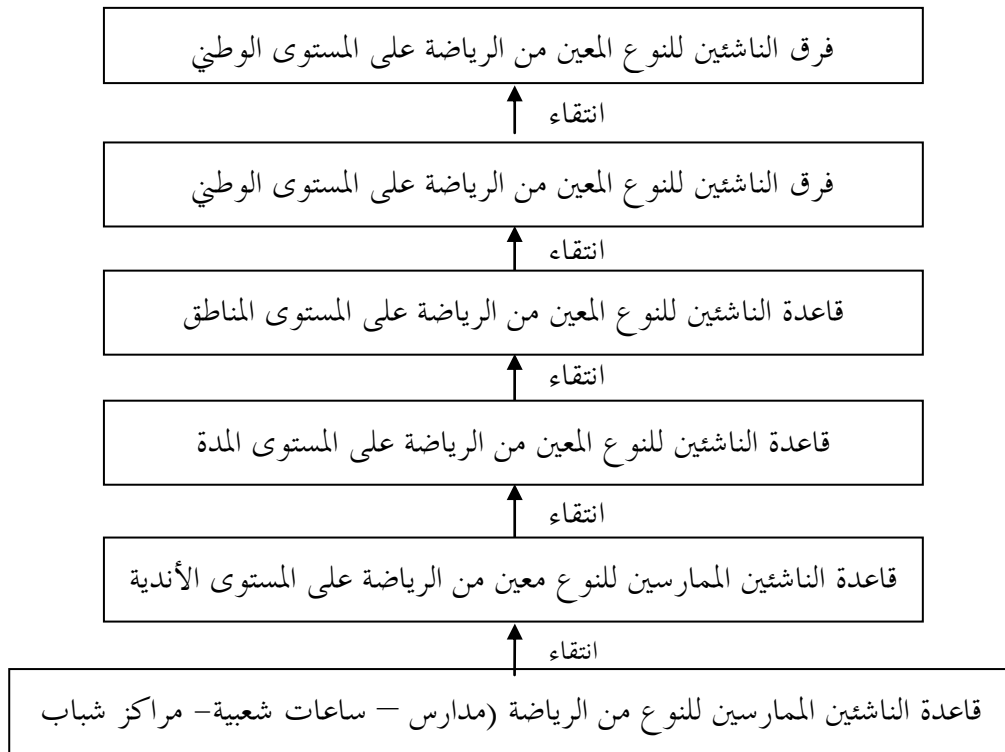 فرق الناشئين للنوع المعين من الرياضة على المستوى الوطني
انتقاء
فرق الناشئين للنوع المعين من الرياضة على المستوى الوطني
انتقاء
قاعدة الناشئين للنوع المعين من الرياضة على المستوى المناطق
انتقاء
قاعدة الناشئين للنوع المعين من الرياضة على المستوى المدة
انتقاء
قاعدة الناشئين الممارسين للنوع معين من الرياضة على المستوى الأندية
انتقاء
قاعدة الناشئين الممارسين للنوع من الرياضة (مدارس – ساعات شعبية– مراكز شباب